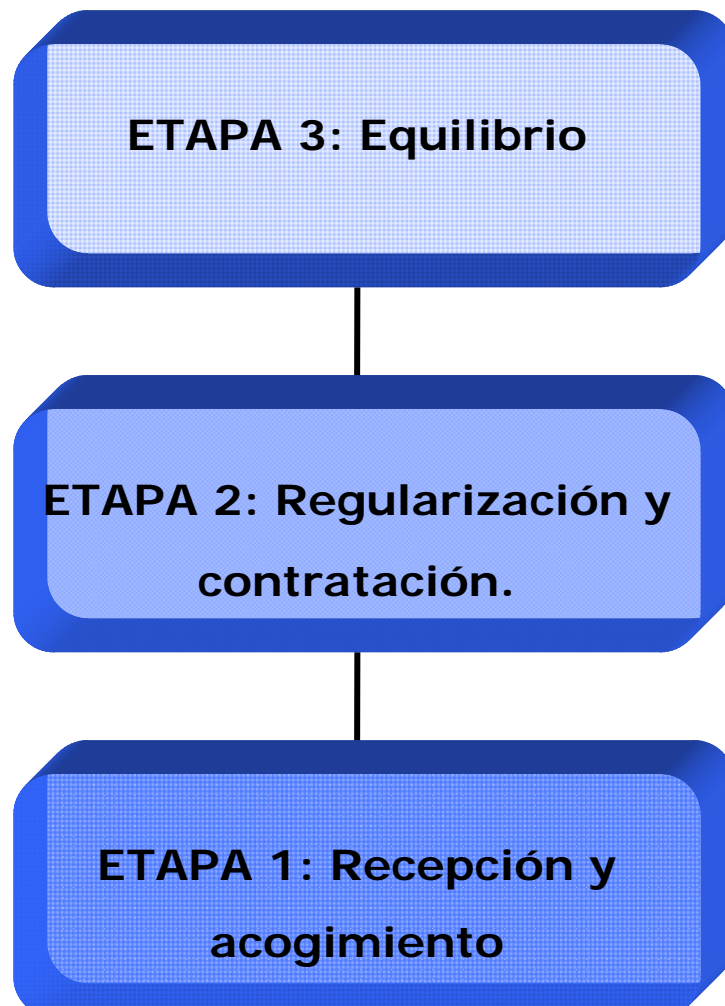 ETAPA 3: Equilibrio
ETAPA 2: Regularización y
contratación.
ETAPA 1: Recepción y
acogimiento